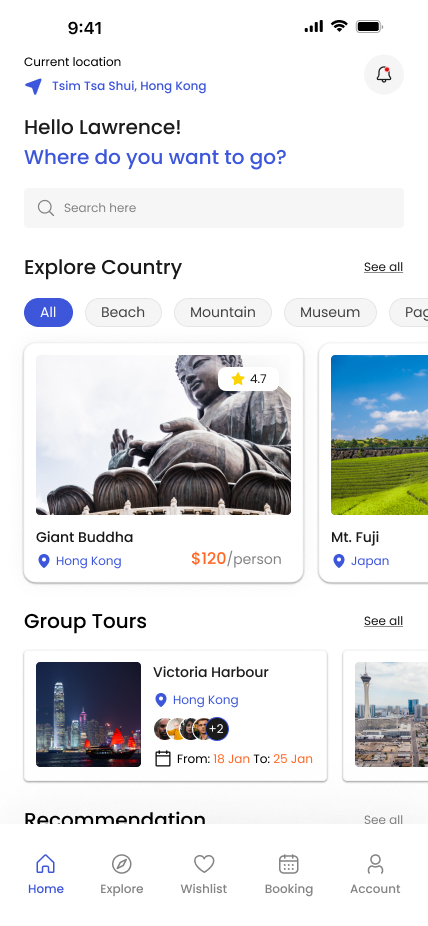 9:41
Current location
Tsim Tsa Shui, Hong Kong
Hello Lawrence!
Where do you want to go?
Search here
Explore Country
See all
All
Beach
Mountain
Museum
Pag
4.7
Giant Buddha
Hong Kong
$120/person
Mt. Fuji
Japan
Group Tours
See all
Victoria Harbour
Hong Kong
+2
From: 18 Jan To: 25 Jan
Recommendation
See all
Home
Explore
Wishlist
Booking
Account